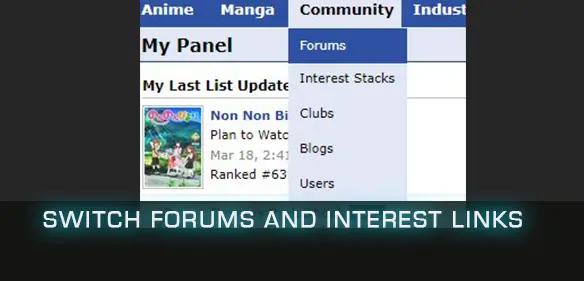 Anime Manga Community Indust
My Panel
Forums
My Last List Update
Interest Stacks
Non Non Bi
Clubs
Plan to Watc
Blogs
Mar 18, 2:41
Ranked #63
Users
SWITCH FORUMS AND INTEREST LINKS